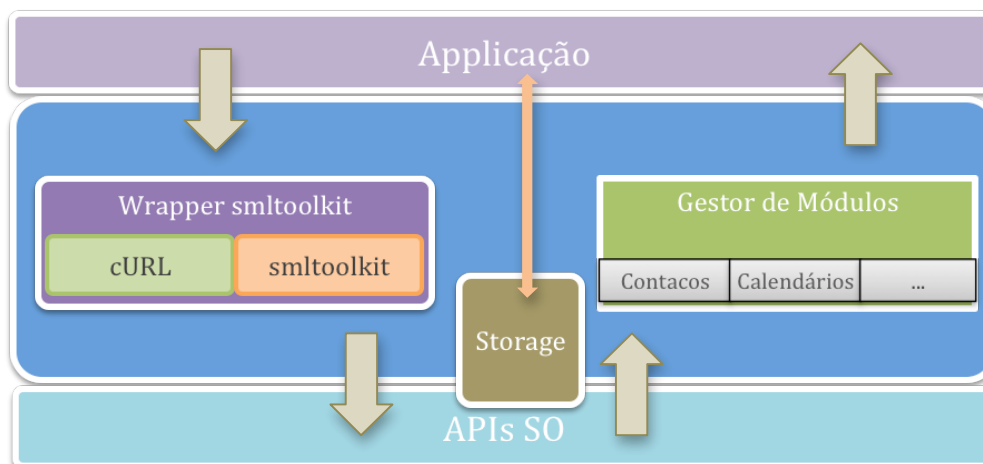 Applicação
Wrapper smltoolkit
cURL
smltoolkit
Gestor de Módulos
Contacos
Calendários
...
Storage
APIs SO